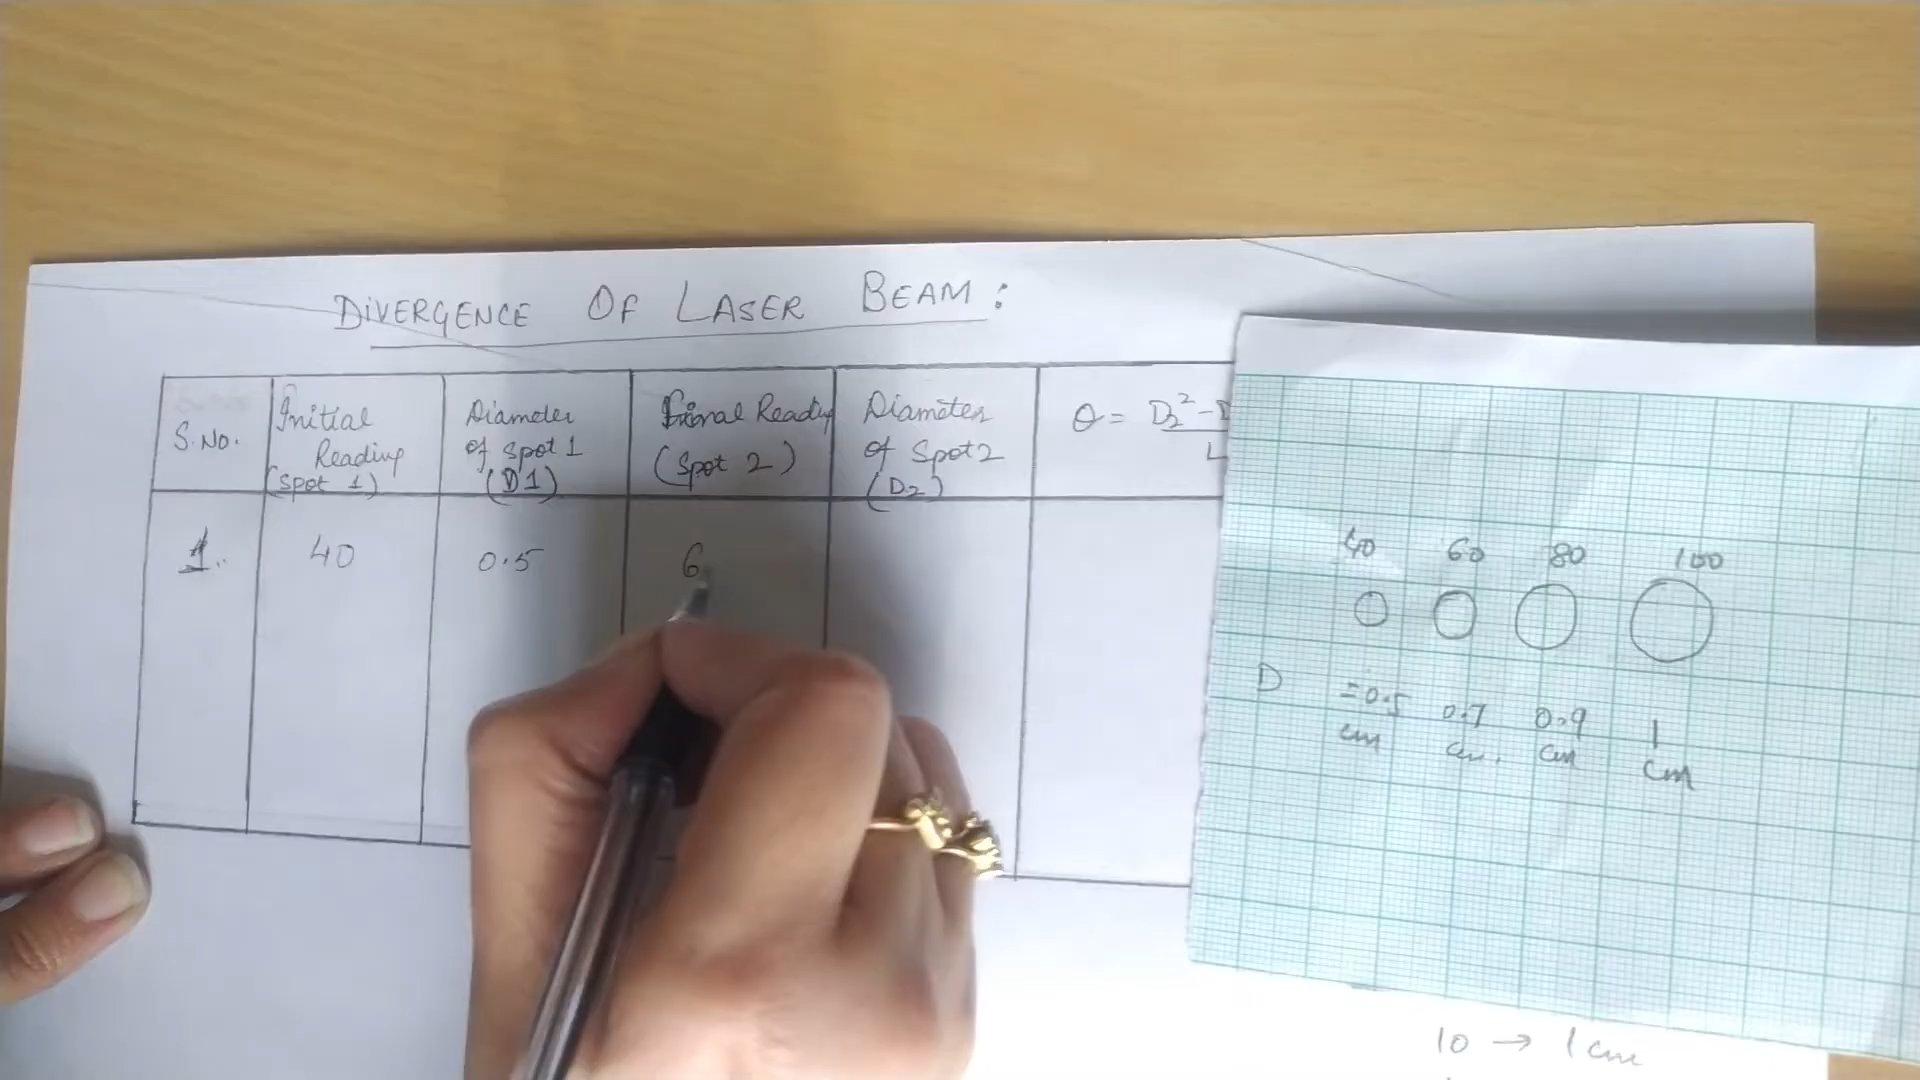 DIVERGENCE OF LASER BEAM :
S.No.
Initial
Reading
(Spot 1)
Diameter
of Spot 1
(D1)
Final Reading
(Spot 2)
Diameter
of Spot 2
(D2)
θ = D₂² -
L
1.
40
0.5
6
40 60 80 100
D = 0.5 0.7 0.9 1
cm cm. cm cm
10 → 1cm